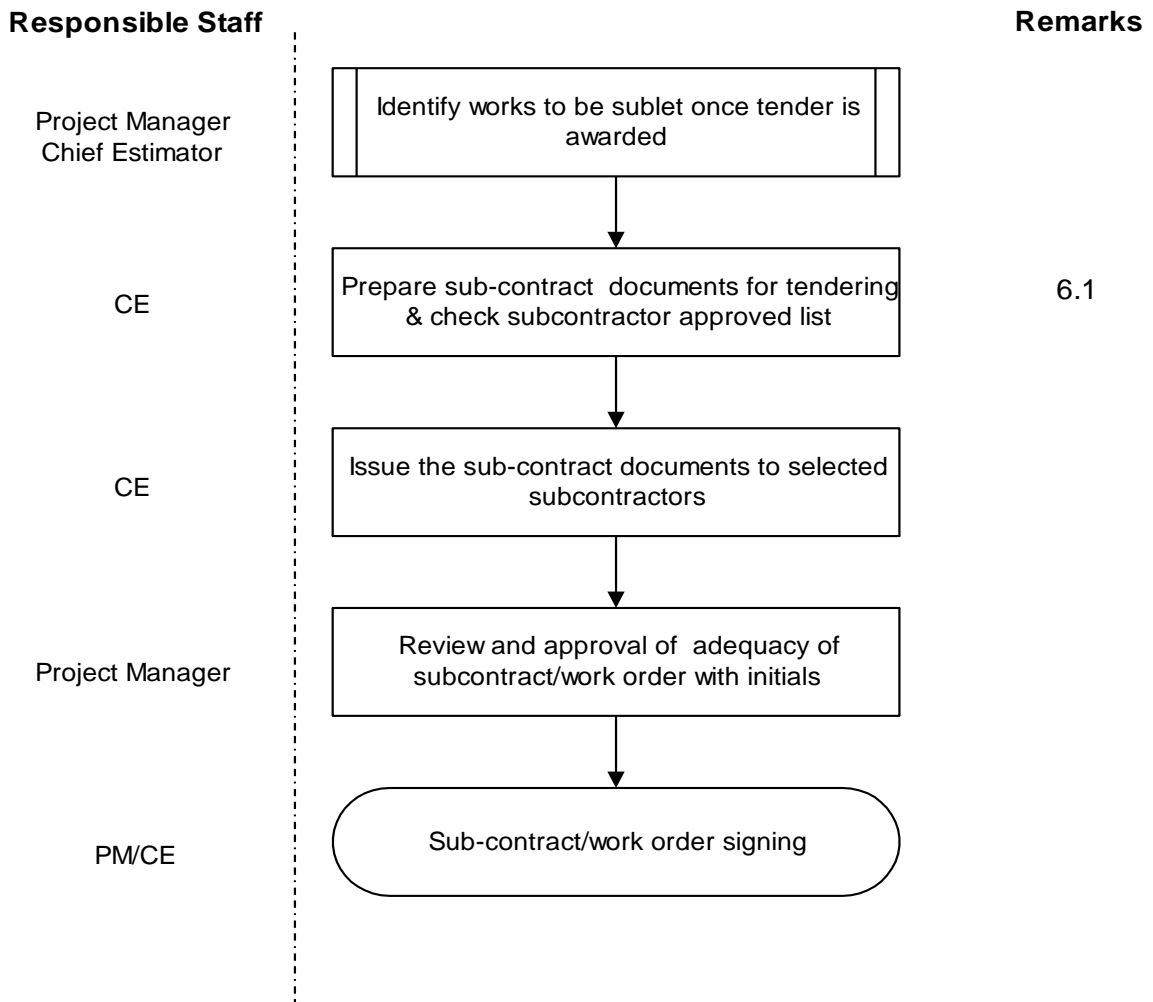 Responsible Staff
Remarks
Project Manager
Chief Estimator
Identify works to be sublet once tender is
awarded
CE
Prepare sub-contract documents for tendering
& check subcontractor approved list
6.1
CE
Issue the sub-contract documents to selected
subcontractors
Project Manager
Review and approval of adequacy of
subcontract/work order with initials
PM/CE
Sub-contract/work order signing